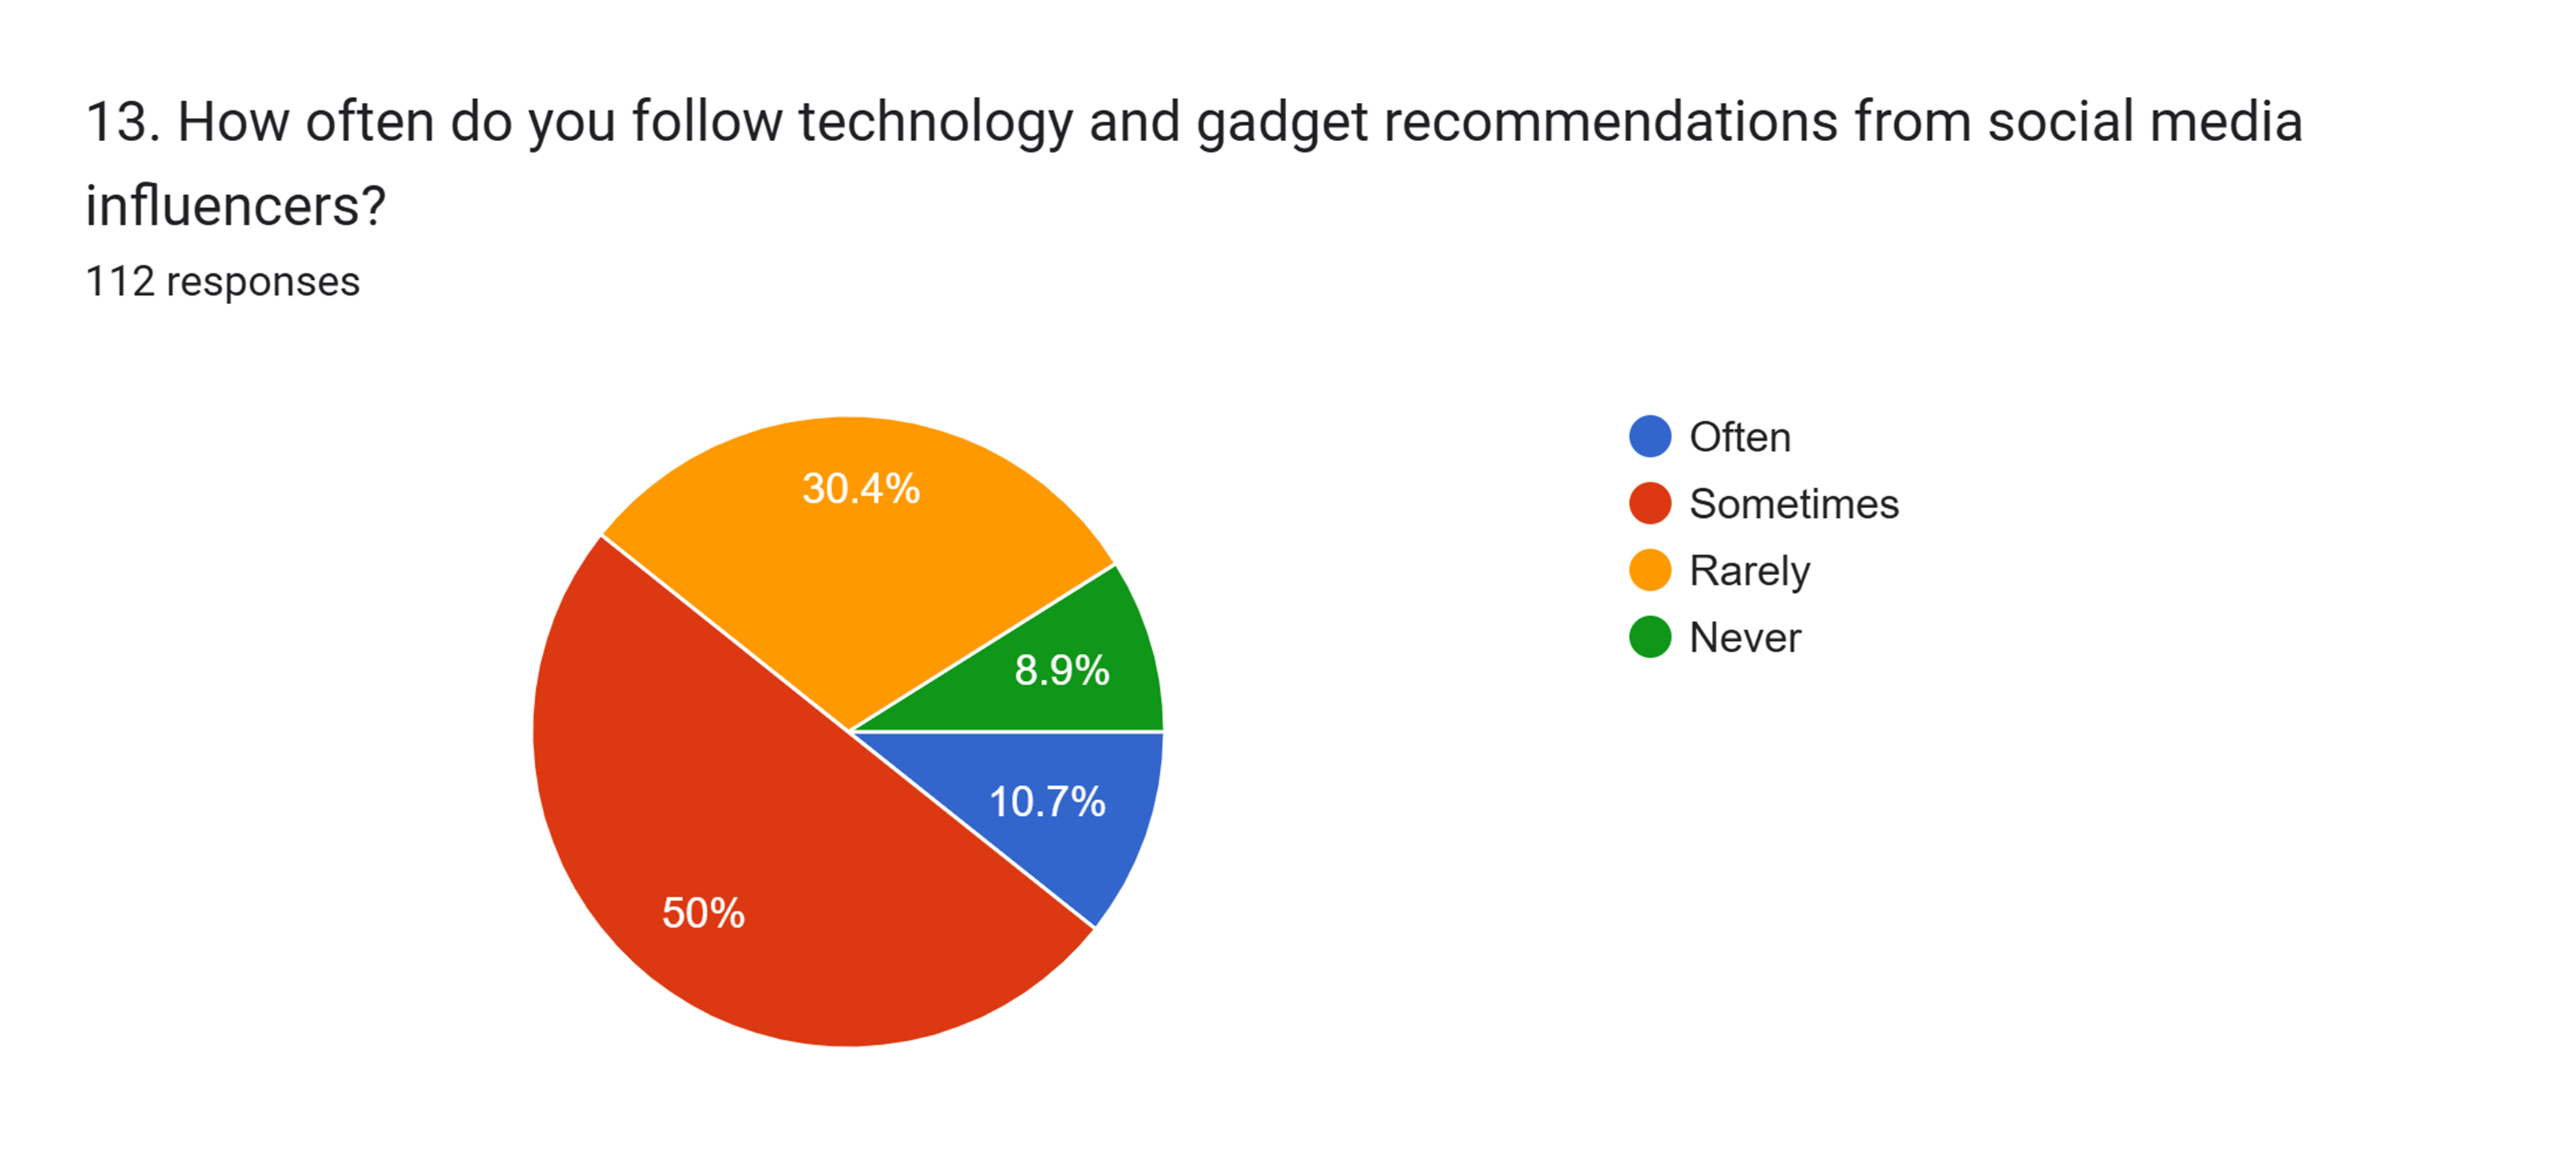 13. How often do you follow technology and gadget recommendations from social media
influencers?
112 responses
30.4%
8.9%
10.7%
50%
Often
Sometimes
Rarely
Never